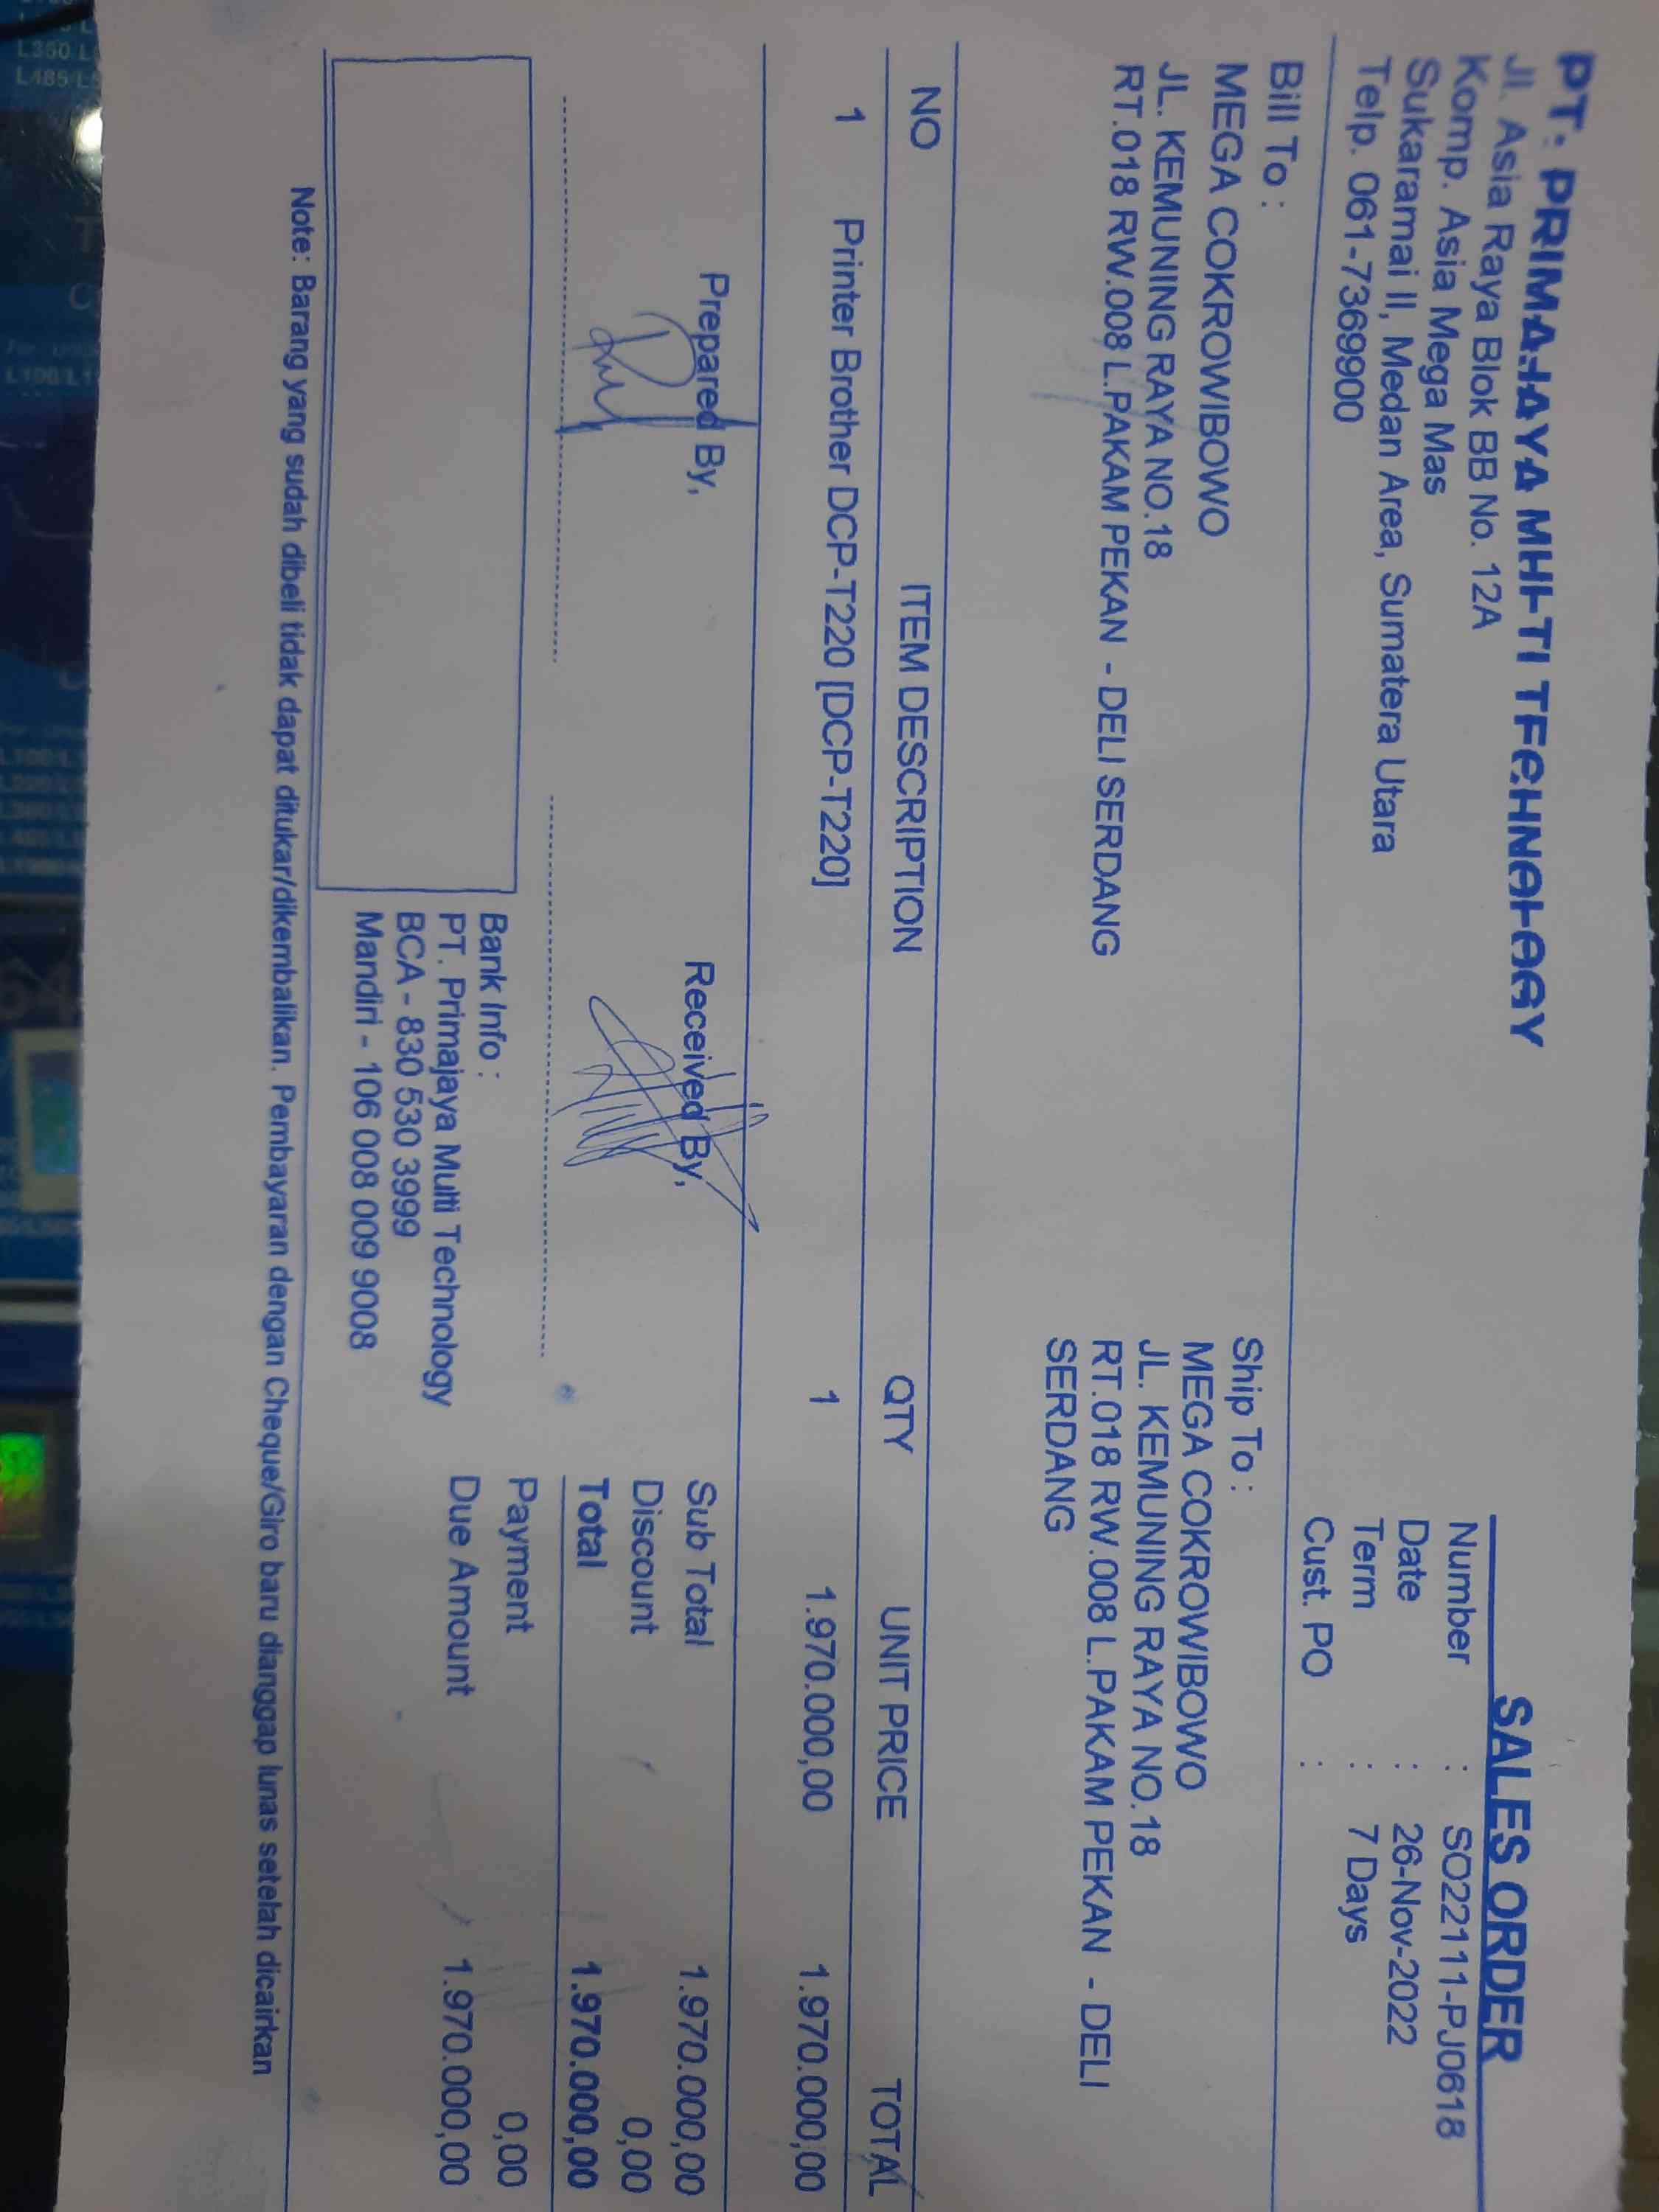 PT. PRIMAJAYA MULTI TECHNOLOGY
Jl. Asia Raya Blok BB No. 12A
Komp. Asia Mega Mas
Sukaramai II, Medan Area, Sumatera Utara
Telp. 061-7369900
SALES ORDER
Number : SO22111-PJ0618
Date : 26-Nov-2022
Term : 7 Days
Cust. PO :
Bill To :
MEGA COKROWIBOWO
JL. KEMUNING RAYA NO.18
RT.018 RW.008 L.PAKAM PEKAN - DELI SERDANG
Ship To :
MEGA COKROWIBOWO
JL. KEMUNING RAYA NO.18
RT.018 RW.008 L.PAKAM PEKAN - DELI
SERDANG
NO ITEM DESCRIPTION QTY UNIT PRICE TOTAL
1 Printer Brother DCP-T220 [DCP-T220] 1 1.970.000,00 1.970.000,00
Prepared By,
Received By,
Sub Total 1.970.000,00
Discount 0,00
Total 1.970.000,00
Payment 0,00
Due Amount 1.970.000,00
Bank Info :
PT. Primajaya Multi Technology
BCA - 830 530 3999
Mandiri - 106 008 009 9008
Note: Barang yang sudah dibeli tidak dapat ditukar/dikembalikan. Pembayaran dengan Cheque/Giro baru dianggap lunas setelah dicairkan